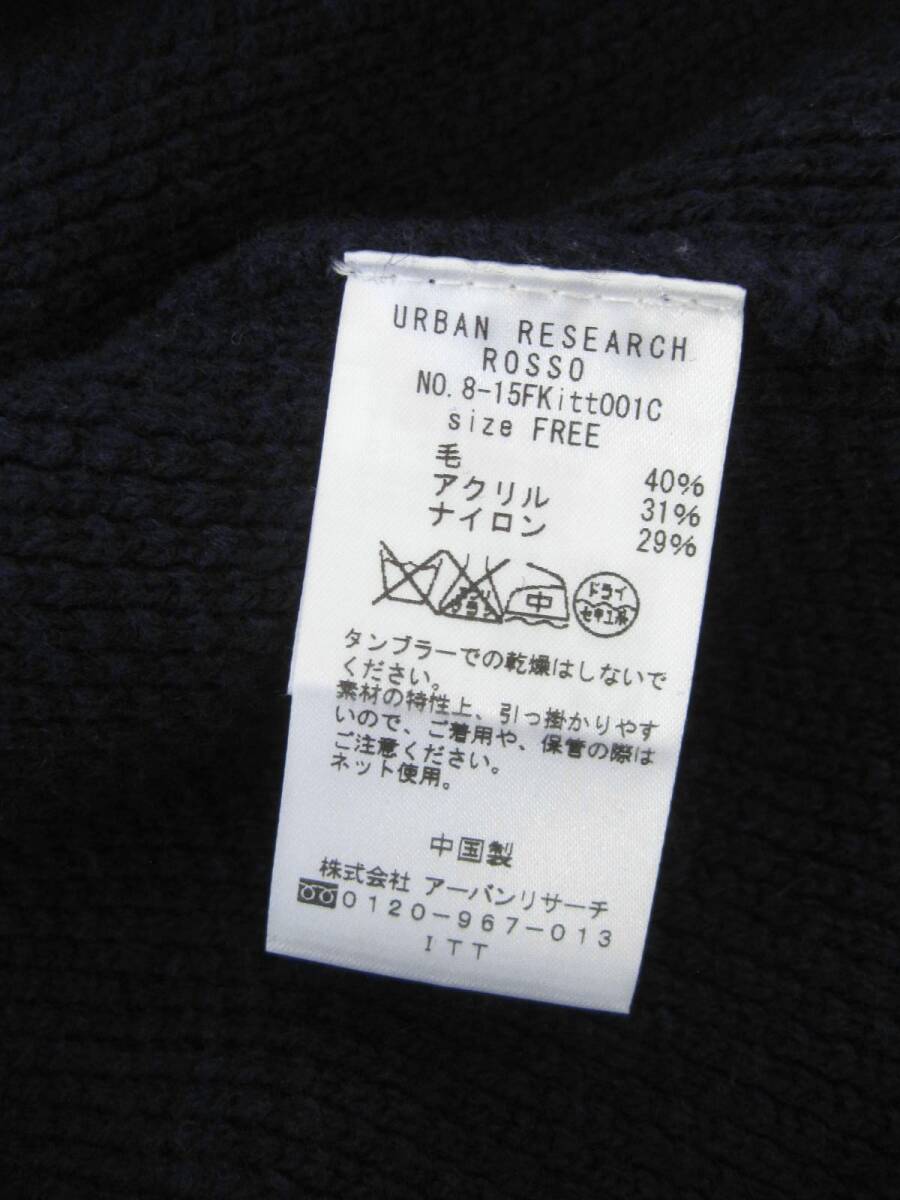 URBAN RESEARCH
ROSSO
NO.8-15FKitt001C
size FREE
毛 40%
アクリル 31%
ナイロン 29%
中 ドライ
セキユ系
タンブラーでの乾燥はしないで
ください。
素材の特性上、引っ掛かりやす
いので、ご着用や、保管の際は
ご注意ください。
ネット使用。
中国製
株式会社 アーバンリサーチ
0120-967-013
ITT